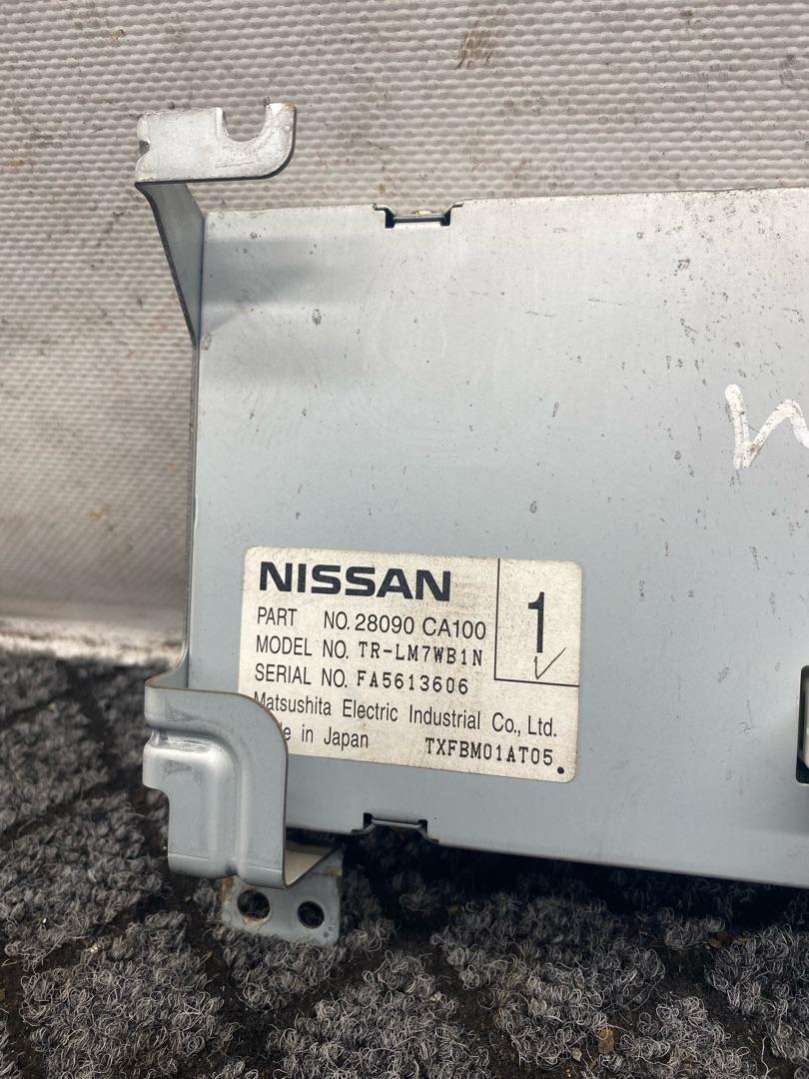 NISSAN
PART NO. 28090 CA100
1
MODEL NO. TR-LM7WB1N
SERIAL NO. FA5613606
Matsushita Electric Industrial Co., Ltd.
in Japan TXFBM01AT05